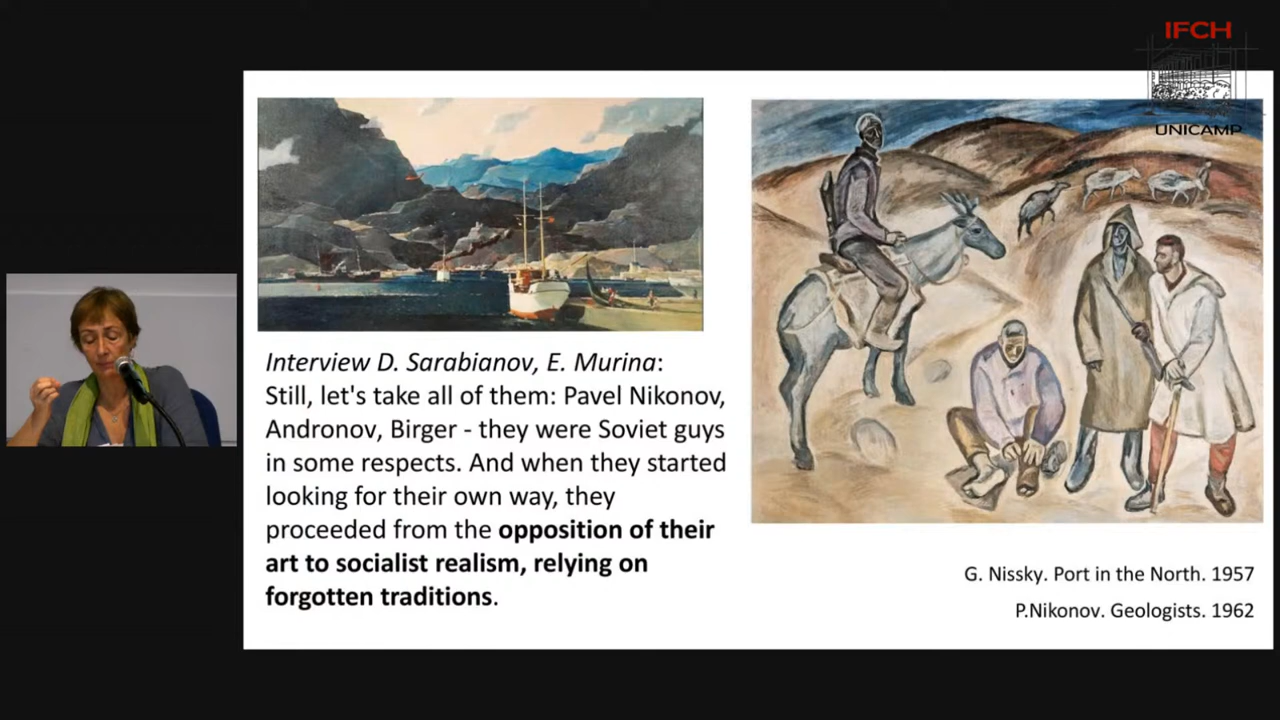 IFCH
UNICAMP
Interview D. Sarabianov, E. Murina:
Still, let's take all of them: Pavel Nikonov,
Andronov, Birger - they were Soviet guys
in some respects. And when they started
looking for their own way, they
proceeded from the opposition of their
art to socialist realism, relying on
forgotten traditions.
G. Nissky. Port in the North. 1957
P.Nikonov. Geologists. 1962